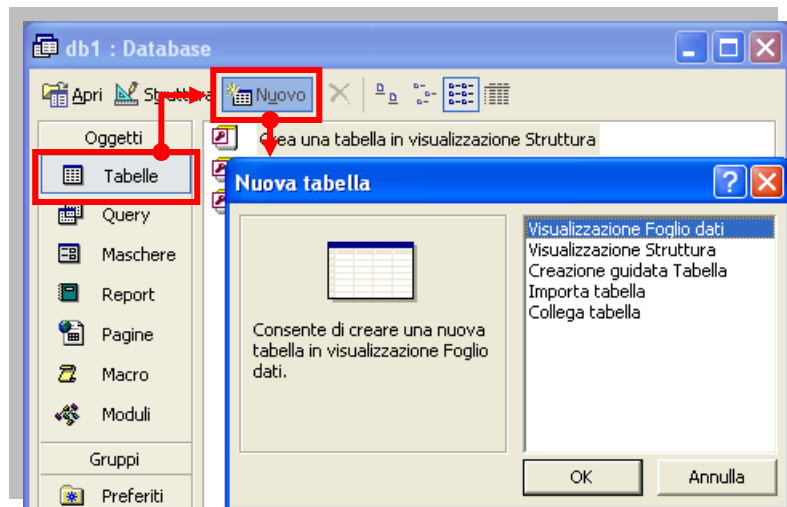 db1 : Database
Apri Struttura Nuovo
Oggetti
Crea una tabella in visualizzazione Struttura
Tabelle
Query
Maschere
Report
Pagine
Macro
Moduli
Gruppi
Preferiti
Nuova tabella
Consente di creare una nuova
tabella in visualizzazione Foglio
dati.
Visualizzazione Foglio dati
Visualizzazione Struttura
Creazione guidata Tabella
Importa tabella
Collega tabella
OK Annulla